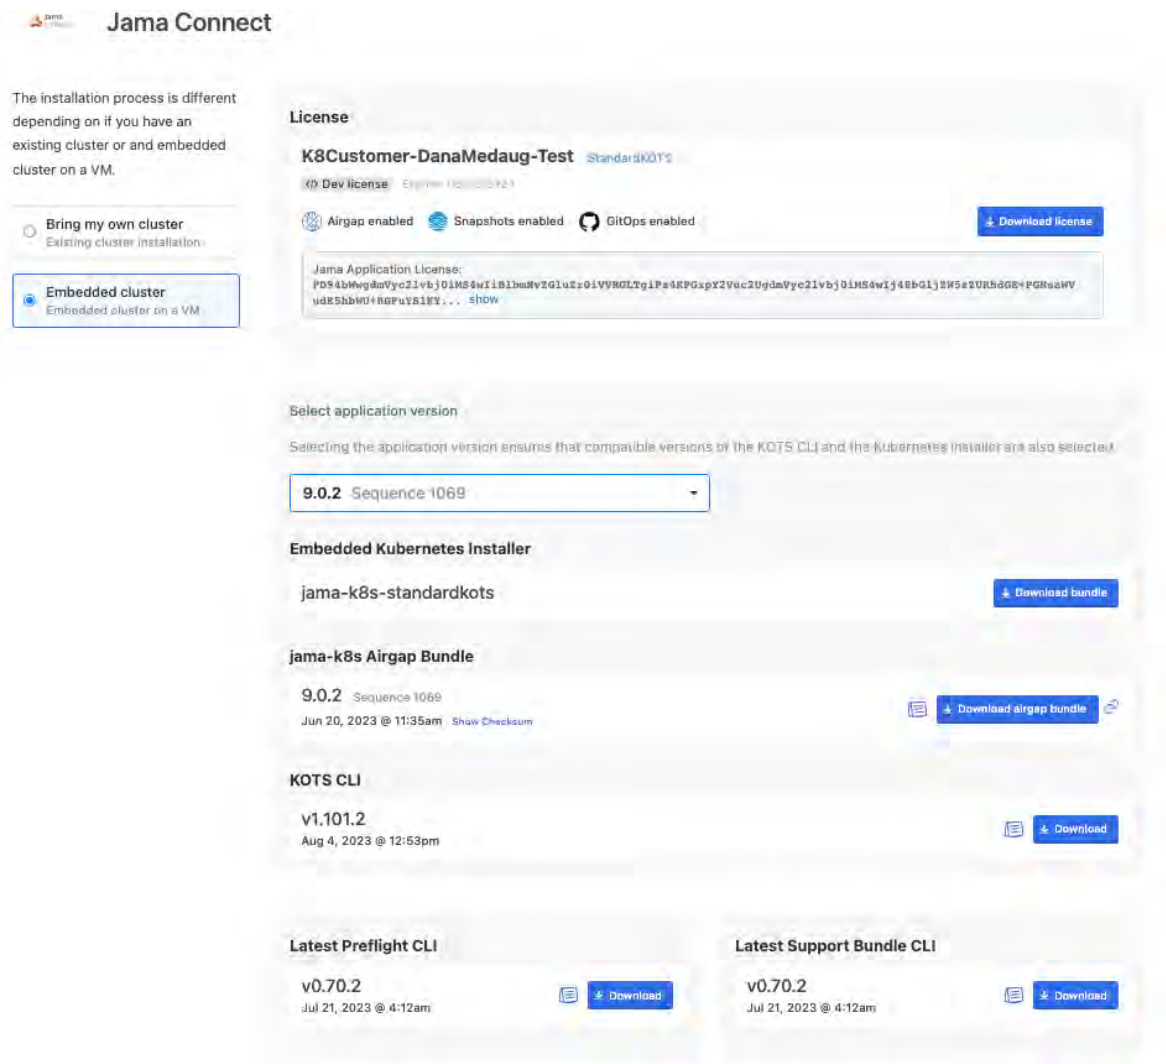 Jama Connect
The installation process is different
depending on if you have an
existing cluster or and embedded
cluster on a VM.
Bring my own cluster
Existing cluster installation
Embedded cluster
Embedded cluster on a VM
License
K8Customer-DanaMedaug-Test StandardKOTS
</> Dev license
Airgap enabled Snapshots enabled GitOps enabled
Download license
Jama Application License:
show
Select application version
Selecting the application version ensures that compatible versions of the KOTS CLI and the Kubernetes installer are also selected.
9.0.2 Sequence 1069
Embedded Kubernetes Installer
jama-k8s-standardkots
Download bundle
jama-k8s Airgap Bundle
9.0.2 Sequence 1069
Jun 20, 2023 @ 11:35am Show Checksum
Download airgap bundle
KOTS CLI
v1.101.2
Aug 4, 2023 @ 12:53pm
Download
Latest Preflight CLI
v0.70.2
Jul 21, 2023 @ 4:12am
Download
Latest Support Bundle CLI
v0.70.2
Jul 21, 2023 @ 4:12am
Download